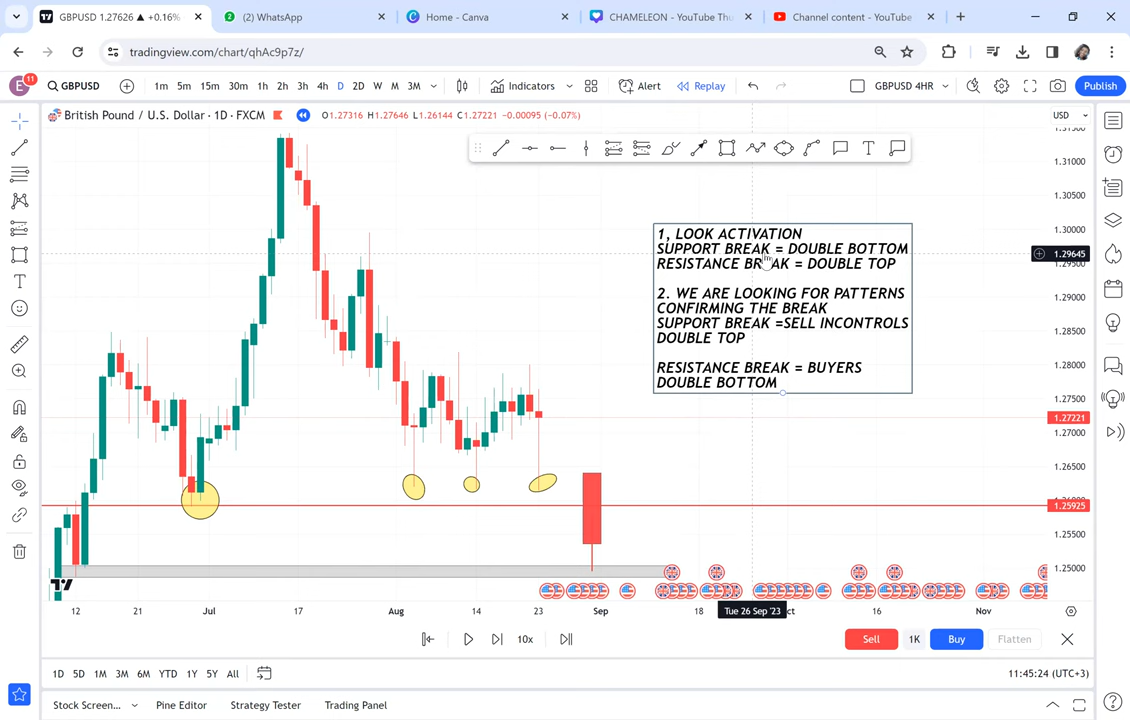 GBPUSD 1.27626 ▲ +0.16%
(2) WhatsApp
Home - Canva
CHAMELEON - YouTube Thu
Channel content - YouTube
tradingview.com/chart/qhAc9p7z/
E 11 GBPUSD 1m 5m 15m 30m 1h 2h 3h 4h D 2D W M 3M Indicators Alert Replay GBPUSD 4HR Publish
British Pound / U.S. Dollar · 1D · FXCM O1.27316 H1.27646 L1.26144 C1.27221 −0.00095 (−0.07%) USD
1.31000
1.30500
1.30000
1.29645
1.29000
1.28500
1.28000
1.27500
1.27221
1.27000
1.26500
1.25925
1.25500
1.25000
1, LOOK ACTIVATION
SUPPORT BREAK = DOUBLE BOTTOM
RESISTANCE BREAK = DOUBLE TOP
2. WE ARE LOOKING FOR PATTERNS
CONFIRMING THE BREAK
SUPPORT BREAK =SELL INCONTROLS
DOUBLE TOP
RESISTANCE BREAK = BUYERS
DOUBLE BOTTOM
12 21 Jul 17 Aug 14 23 Sep 18 Tue 26 Sep '23 16 Nov
10x Sell 1K Buy Flatten
1D 5D 1M 3M 6M YTD 1Y 5Y All 11:45:24 (UTC+3)
Stock Screen... Pine Editor Strategy Tester Trading Panel